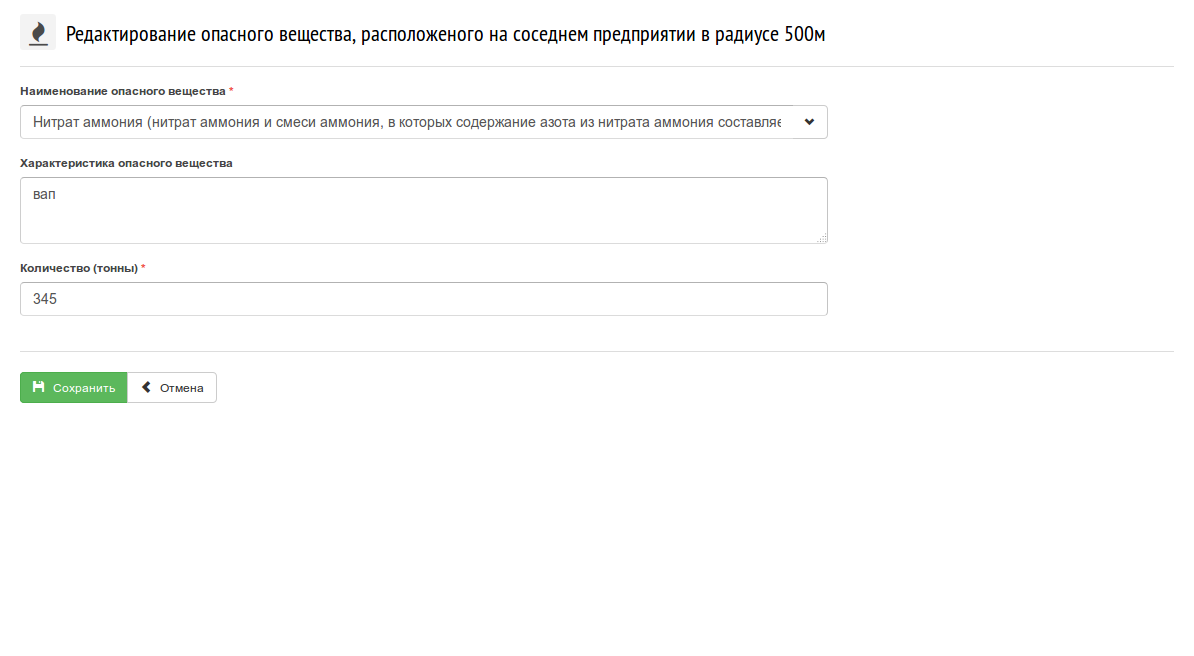 Редактирование опасного вещества, расположеного на соседнем предприятии в радиусе 500м
Наименование опасного вещества *
Нитрат аммония (нитрат аммония и смеси аммония, в которых содержание азота из нитрата аммония составляе
Характеристика опасного вещества
вап
Количество (тонны) *
345
Сохранить
Отмена